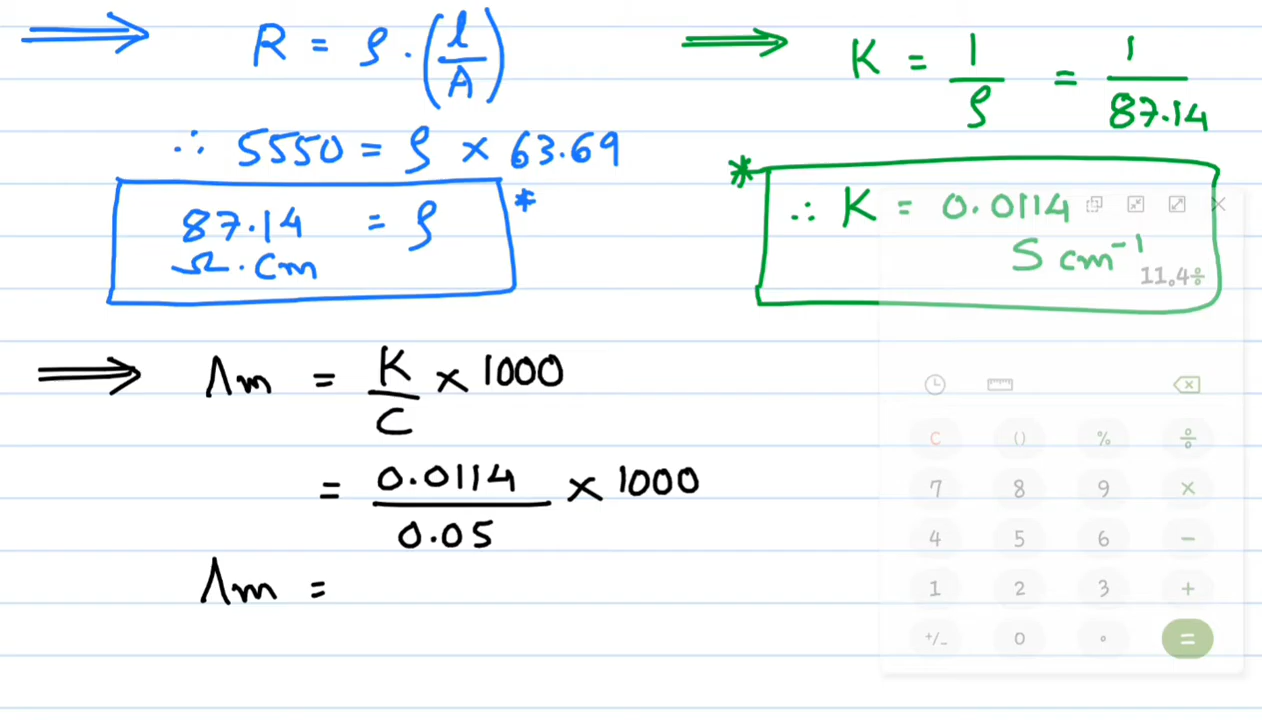 ⟹ R = ρ · (l/A)
∴ 5550 = ρ × 63.69
87.14 = ρ *
Ω · cm
⟹ K = 1/ρ = 1/87.14
* ∴ K = 0.0114
S cm⁻¹
11.4÷
⟹ Λm = K/C × 1000
= 0.0114/0.05 × 1000
Λm =
C () % ÷
7 8 9 ×
4 5 6 −
1 2 3 +
+/− 0 . =